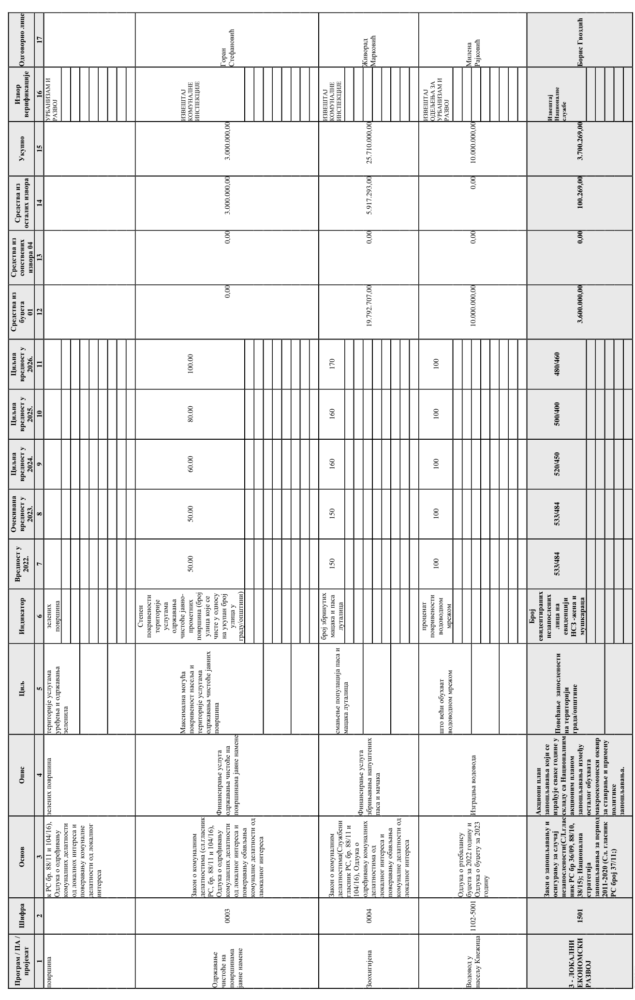 Програм / ПА /
пројекат
Шифра
Основ
Опис
Циљ
Индикатор
Вредност у
2022.
Очекивана
вредност у
2023.
Циљна
вредност у
2024.
Циљна
вредност у
2025.
Циљна
вредност у
2026.
Средства из
буџета
01
Средства из
сопствених
извора 04
Средства из
осталих извора
Укупно
Извор
верификације
Одговорно лице
1
2
3
4
5
6
7
8
9
10
11
12
13
14
15
16
17
површина
к РС бр. 88/11 и 104/16),
Одлука о одређивању
комуналних делатности
од локалнох интереса и
поверавању комуналне
делатности од локалног
интереса
зелених површина
територије услугама
уређења и одржавања
зеленила
зелених
површина
УРБАНИЗАМ И
РАЗВОЈ
Одржавање
чистоће на
површинама
јавне намене
0003
Закон о комуналним
делатностима (сл.гласник
РС, бр. 88/11 и 104/16),
Одлука о одређивању
комуланлих делатности
од локалног интереса и
поверавању обављања
комуналне делатности од
лаокалног интереса
Финансирање услуга
одржавања чистоће на
површинама јавне намене
Максимална могућа
покривеност насеља и
територије услугама
одржавања чистоће јавних
површина
Степен
покривености
територије
услугама
одржавања
чистоће јавно-
прометних
површина (број
улица које се
чисте у односу
на укупан број
улица у
граду/општини)
50.00
50.00
60.00
80.00
100.00
0,00
0,00
3.000.000,00
3.000.000,00
ИЗВЕШТАЈ
КОМУНАЛНЕ
ИНСПЕКЦИЈЕ
Горан
Стефановић
Зоохигијена
0004
Закон о комуналним
делатностима(Службени
гласник РС, бр. 88/11 и
104/16), Одлука о
одређивању комуналних
делатностима од
локалног интереса и
поверавању обављања
комуналне делатности од
локалног интереса
Финансирање услуга
збрињавања напуштених
паса и мачака
смањење популација паса и
мацака луталица
број збринутих
мацака и паса
луталица
150
150
160
160
170
19.792.707,00
0,00
5.917.293,00
25.710.000,00
ИЗВЕШТАЈ
КОМУНАЛНЕ
ИНСПЕКЦИЈЕ
Живорад
Марковић
Водовод у
насељу Кнежица
1102-5001
Одлука о ртебалансу
буџета за 2022 годину и
Одлука о буџету за 2023
годину
Изградња водовода
што већи обухват
водоводном мрежом
проценат
покривености
водоводном
мрежом
100
100
100
100
100
10.000.000,00
0,00
0,00
10.000.000,00
ИЗВЕШТАЈ
ОДЕЉЕЊА ЗА
УРБАНИЗАМ И
РАЗВОЈ
Милена
Рајковић
3 - ЛОКАЛНИ
ЕКОНОМСКИ
РАЗВОЈ
1501
Закн о запошљавању и
осигурању за случај
незапослености(СЛ.глас
ник РС бр 36/09, 88/10,
38/15); Национална
стратегија
запошљавања за период
2011-2020 (Сл. гласник
РС број 37/11;)
Акциони план
запошљавања који се
израђује сваке године у
складу са Националним
акционим планом
запошљавања између
осталог обухвата
макроекомонски оквир
за ставрање и примену
политике
запошљавања.
Повећање запослености
на територији
града/општине
Број
евидентираних
незапослених
лица на
евиденцији
НСЗ -жена и
мушкараца
533/484
533/484
520/450
500/400
480/460
3.600.000,00
0,00
100.269,00
3.700.269,00
Извештај
Националне
службе
Борис Гвоздић